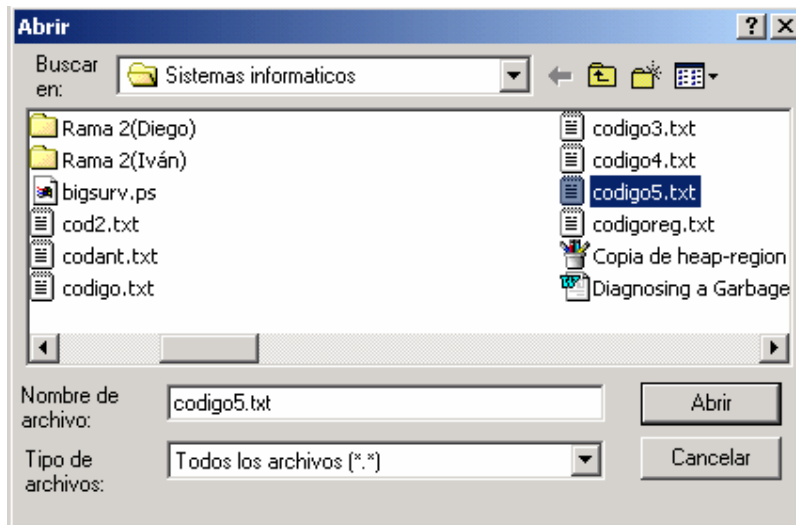 Abrir
Buscar
en:
Sistemas informaticos
Rama 2(Diego)
Rama 2(Iván)
bigsurv.ps
cod2.txt
codant.txt
codigo.txt
codigo3.txt
codigo4.txt
codigo5.txt
codigoreg.txt
Copia de heap-region
Diagnosing a Garbage
Nombre de
archivo:
codigo5.txt
Abrir
Tipo de
archivos:
Todos los archivos (*.*)
Cancelar